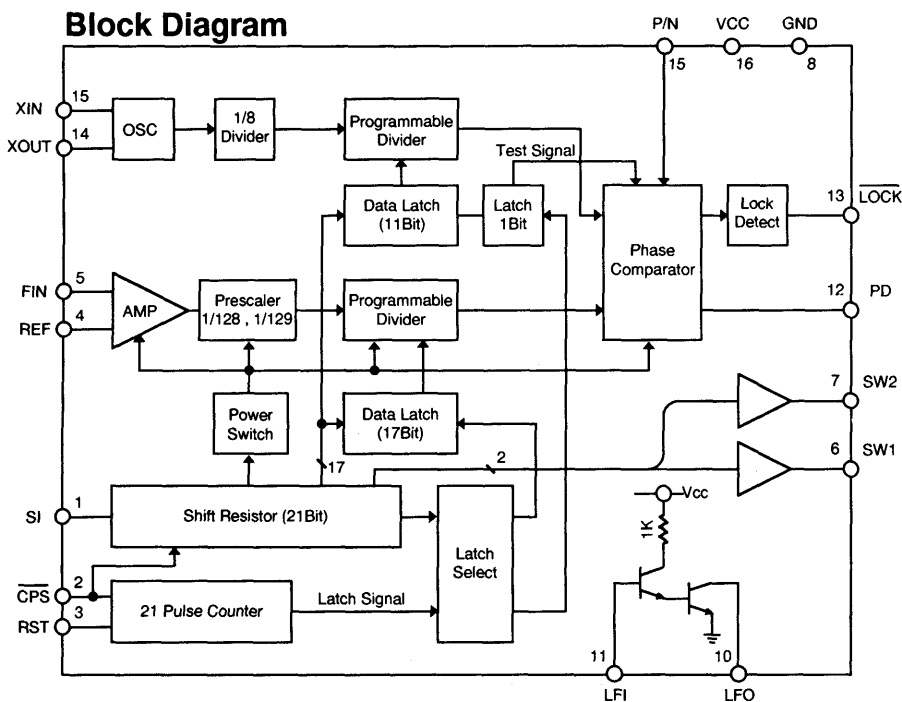 Block Diagram
P/N
VCC
GND
15
16
8
XIN
15
XOUT
14
OSC
1/8
Divider
Programmable
Divider
Test Signal
Data Latch
(11Bit)
Latch
1Bit
Phase
Comparator
Lock
Detect
13
LOCK
FIN
5
REF
4
AMP
Prescaler
1/128 , 1/129
Programmable
Divider
12
PD
Power
Switch
Data Latch
(17Bit)
7
SW2
17
2
6
SW1
SI
1
Shift Resistor (21Bit)
Vcc
1K
Latch
Select
CPS
2
RST
3
21 Pulse Counter
Latch Signal
11
10
LFI
LFO